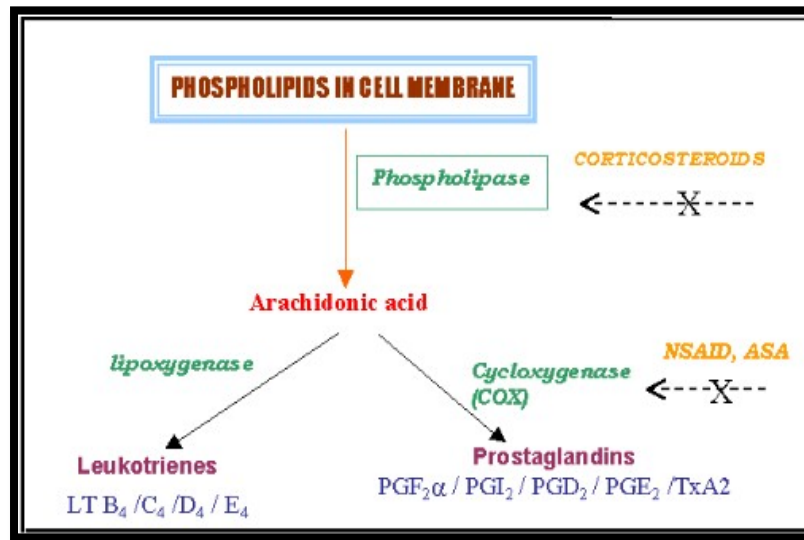 PHOSPHOLIPIDS IN CELL MEMBRANE
Phospholipase
CORTICOSTEROIDS
X
Arachidonic acid
lipoxygenase
Cycloxygenase
(COX)
NSAID, ASA
X
Leukotrienes
LT B₄ /C₄ /D₄ / E₄
Prostaglandins
PGF₂α / PGI₂ / PGD₂ / PGE₂ /TxA2